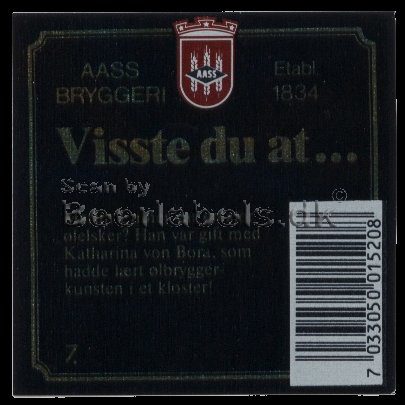 AASS
BRYGGERI
AASS
Etabl.
1834
Visste du at...
Scan by
Beerlabels.dk
©
ølelsker? Han var gift med
Katharina von Bora, som
hadde lært ølbrygger-
kunsten i et kloster!
7
7 033050 015208